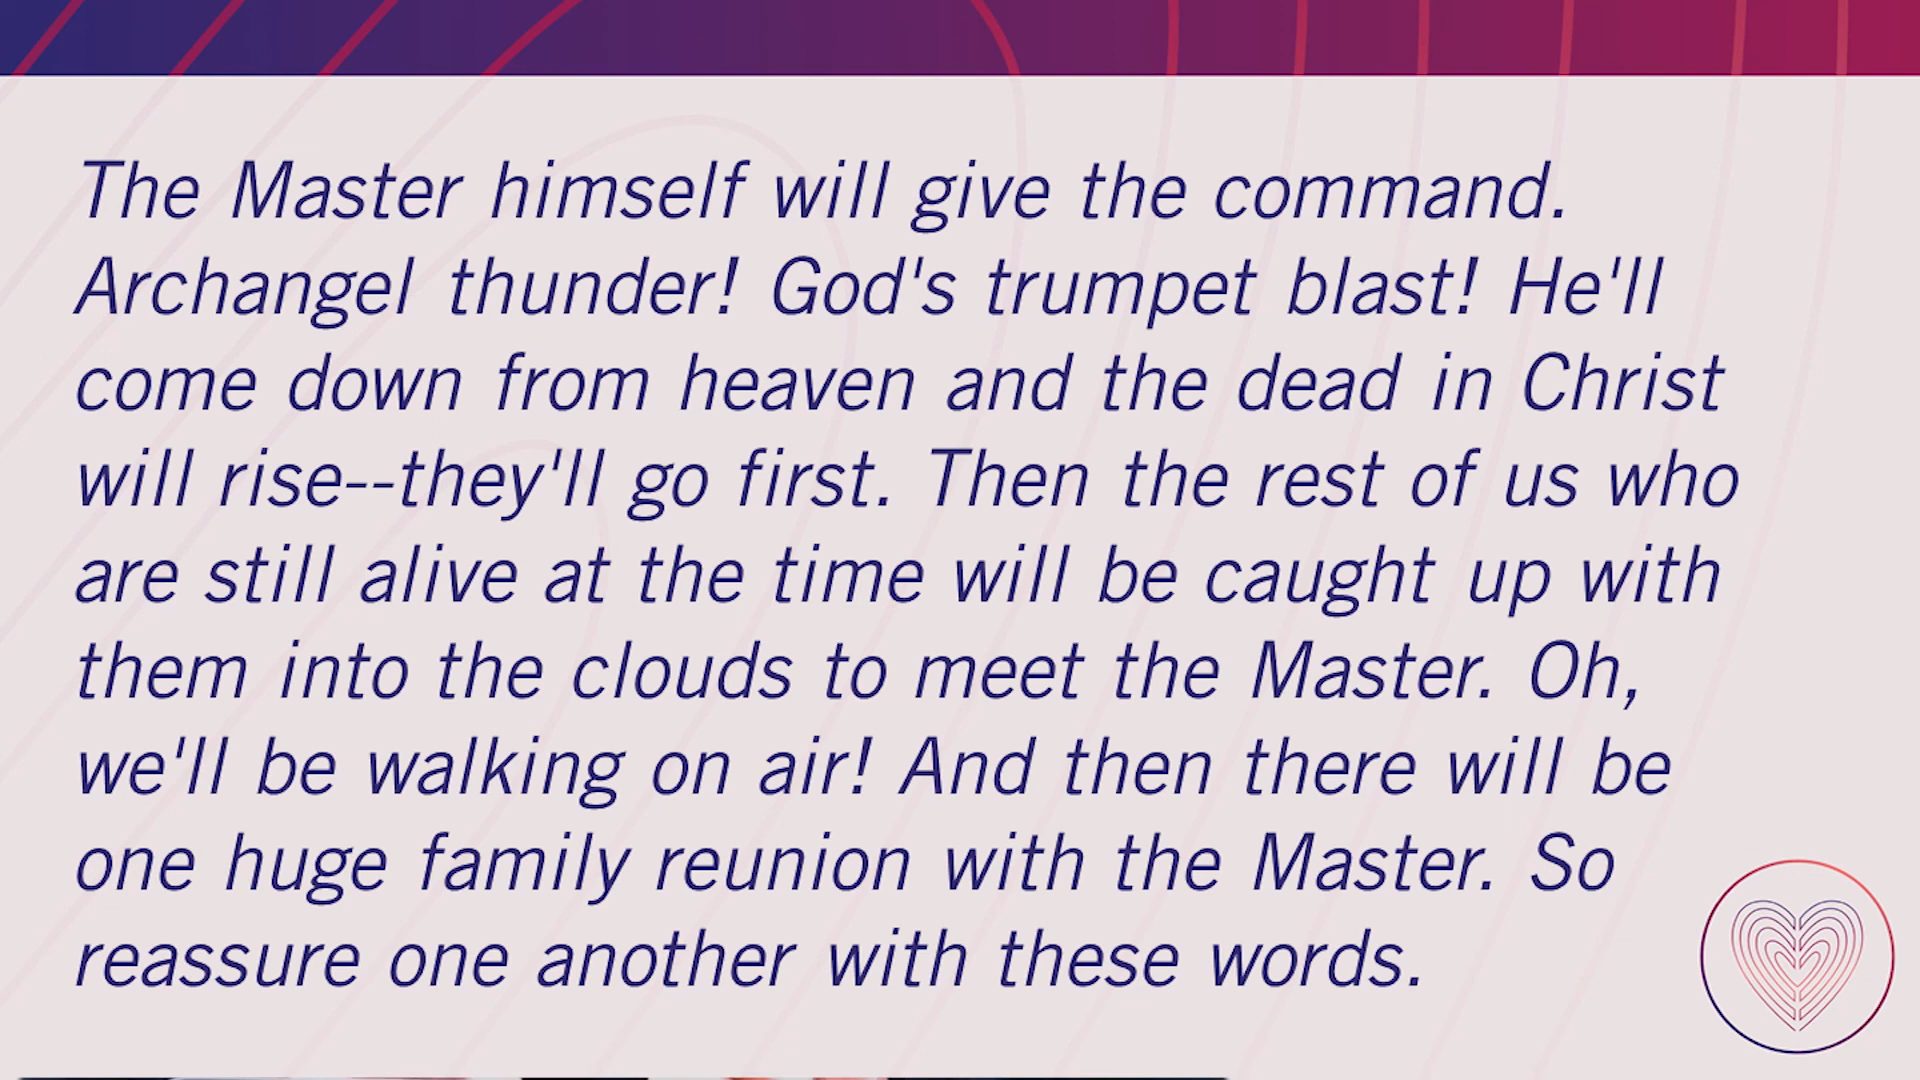 The Master himself will give the command.
Archangel thunder! God's trumpet blast! He'll
come down from heaven and the dead in Christ
will rise--they'll go first. Then the rest of us who
are still alive at the time will be caught up with
them into the clouds to meet the Master. Oh,
we'll be walking on air! And then there will be
one huge family reunion with the Master. So
reassure one another with these words.